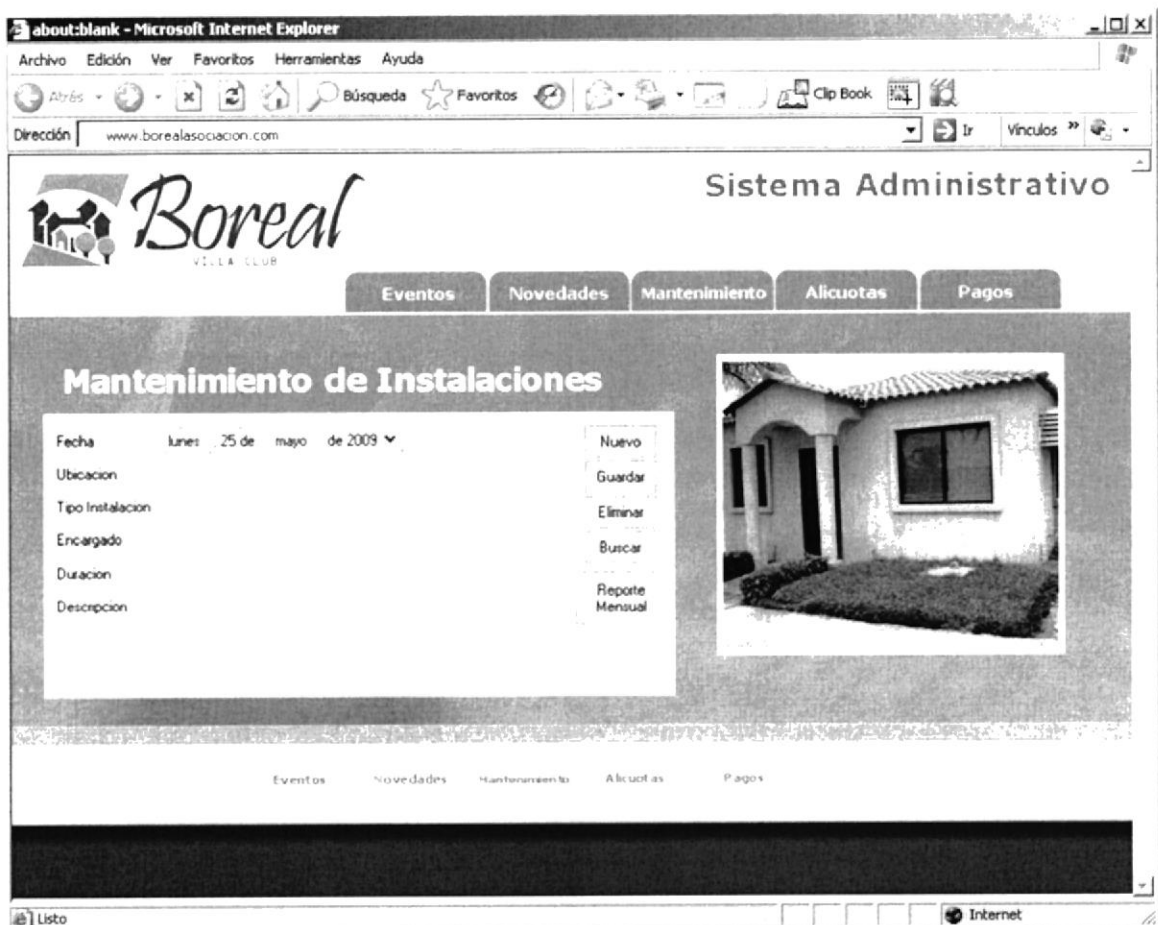 about:blank - Microsoft Internet Explorer
Archivo Edición Ver Favoritos Herramientas Ayuda
Atrás Búsqueda Favoritos Clip Book
Dirección www.borealasociacion.com Ir Vínculos »
Boreal
VILLA CLUB
Sistema Administrativo
Eventos Novedades Mantenimiento Alicuotas Pagos
Mantenimiento de Instalaciones
Fecha lunes 25 de mayo de 2009
Ubicacion
Tipo Instalacion
Encargado
Duracion
Descripcion
Nuevo
Guardar
Eliminar
Buscar
Reporte
Mensual
Eventos Novedades Mantenimiento Alicuotas Pagos
Listo Internet